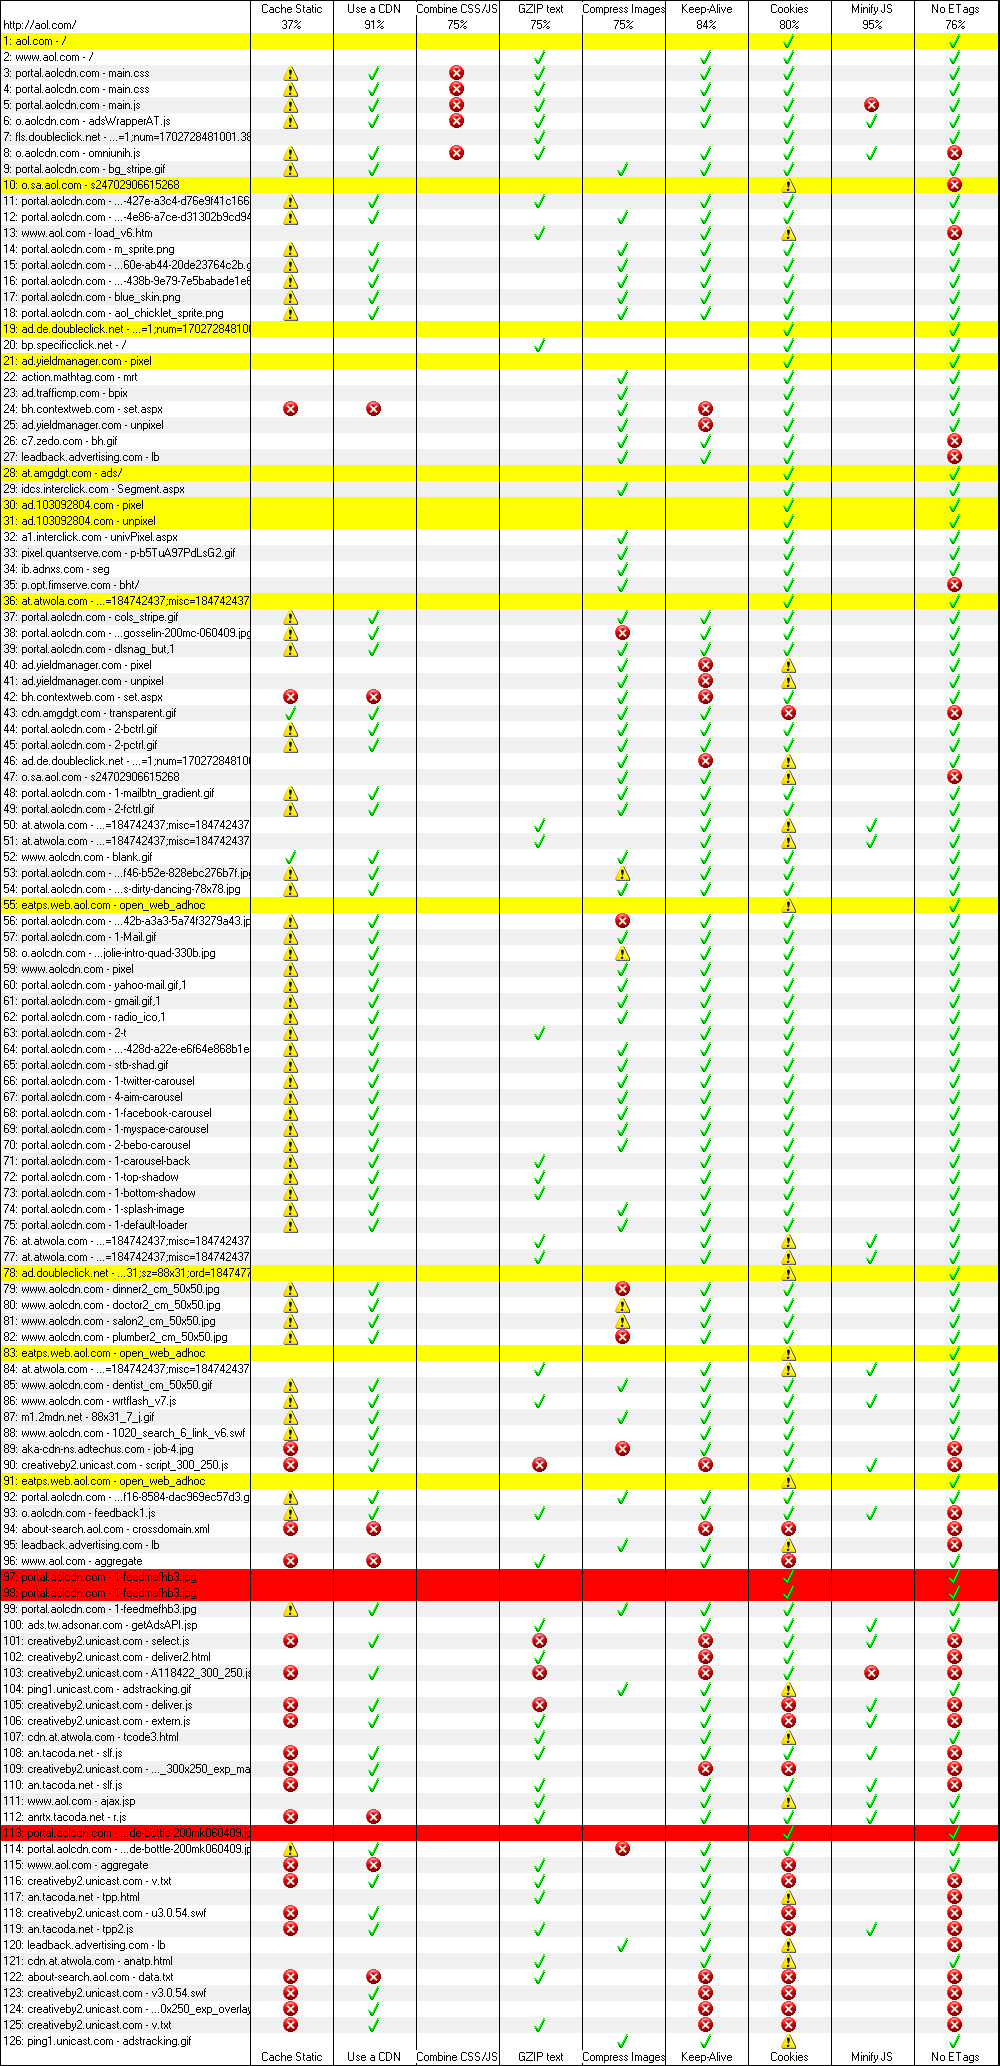 Cache Static Use a CDN Combine CSS/JS GZIP text Compress Images Keep-Alive Cookies Minify JS No ETags
http://aol.com/ 37% 91% 75% 75% 75% 84% 80% 95% 76%
1: aol.com - /
2: www.aol.com - /
3: portal.aolcdn.com - main.css
4: portal.aolcdn.com - main.css
5: portal.aolcdn.com - main.js
6: o.aolcdn.com - adsWrapperAT.js
7: fls.doubleclick.net - ...=1;num=1702728481001.38
8: o.aolcdn.com - omniunih.js
9: portal.aolcdn.com - bg_stripe.gif
10: o.sa.aol.com - s24702906615268
11: portal.aolcdn.com - ...-427e-a3c4-d76e9f41c166
12: portal.aolcdn.com - ...-4e86-a7ce-d31302b9cd94
13: www.aol.com - load_v6.htm
14: portal.aolcdn.com - m_sprite.png
15: portal.aolcdn.com - ...60e-ab44-20de23764c2b.g
16: portal.aolcdn.com - ...-438b-9e79-7e5babade1e6
17: portal.aolcdn.com - blue_skin.png
18: portal.aolcdn.com - aol_chicklet_sprite.png
19: ad.de.doubleclick.net - ...=1;num=170272848100
20: bp.specificclick.net - /
21: ad.yieldmanager.com - pixel
22: action.mathtag.com - mrt
23: ad.trafficmp.com - bpix
24: bh.contextweb.com - set.aspx
25: ad.yieldmanager.com - unpixel
26: c7.zedo.com - bh.gif
27: leadback.advertising.com - lb
28: at.amgdgt.com - ads/
29: idcs.interclick.com - Segment.aspx
30: ad.103092804.com - pixel
31: ad.103092804.com - unpixel
32: a1.interclick.com - univPixel.aspx
33: pixel.quantserve.com - p-b5TuA97PdLsG2.gif
34: ib.adnxs.com - seg
35: p.opt.fimserve.com - bht/
36: at.atwola.com - ...=184742437;misc=184742437
37: portal.aolcdn.com - cols_stripe.gif
38: portal.aolcdn.com - ...gosselin-200mc-060409.jpg
39: portal.aolcdn.com - dlsnag_but,1
40: ad.yieldmanager.com - pixel
41: ad.yieldmanager.com - unpixel
42: bh.contextweb.com - set.aspx
43: cdn.amgdgt.com - transparent.gif
44: portal.aolcdn.com - 2-bctrl.gif
45: portal.aolcdn.com - 2-pctrl.gif
46: ad.de.doubleclick.net - ...=1;num=170272848100
47: o.sa.aol.com - s24702906615268
48: portal.aolcdn.com - 1-mailbtn_gradient.gif
49: portal.aolcdn.com - 2-fctrl.gif
50: at.atwola.com - ...=184742437;misc=184742437
51: at.atwola.com - ...=184742437;misc=184742437
52: www.aolcdn.com - blank.gif
53: portal.aolcdn.com - ...f46-b52e-828ebc276b7f.jpg
54: portal.aolcdn.com - ...s-dirty-dancing-78x78.jpg
55: eatps.web.aol.com - open_web_adhoc
56: portal.aolcdn.com - ...42b-a3a3-5a74f3279a43.jp
57: portal.aolcdn.com - 1-Mail.gif
58: o.aolcdn.com - ...jolie-intro-quad-330b.jpg
59: www.aolcdn.com - pixel
60: portal.aolcdn.com - yahoo-mail.gif,1
61: portal.aolcdn.com - gmail.gif,1
62: portal.aolcdn.com - radio_ico,1
63: portal.aolcdn.com - 2-t
64: portal.aolcdn.com - ...-428d-a22e-e6f64e868b1e
65: portal.aolcdn.com - stb-shad.gif
66: portal.aolcdn.com - 1-twitter-carousel
67: portal.aolcdn.com - 4-aim-carousel
68: portal.aolcdn.com - 1-facebook-carousel
69: portal.aolcdn.com - 1-myspace-carousel
70: portal.aolcdn.com - 2-bebo-carousel
71: portal.aolcdn.com - 1-carousel-back
72: portal.aolcdn.com - 1-top-shadow
73: portal.aolcdn.com - 1-bottom-shadow
74: portal.aolcdn.com - 1-splash-image
75: portal.aolcdn.com - 1-default-loader
76: at.atwola.com - ...=184742437;misc=184742437
77: at.atwola.com - ...=184742437;misc=184742437
78: ad.doubleclick.net - ...31;sz=88x31;ord=1847477
79: www.aolcdn.com - dinner2_cm_50x50.jpg
80: www.aolcdn.com - doctor2_cm_50x50.jpg
81: www.aolcdn.com - salon2_cm_50x50.jpg
82: www.aolcdn.com - plumber2_cm_50x50.jpg
83: eatps.web.aol.com - open_web_adhoc
84: at.atwola.com - ...=184742437;misc=184742437
85: www.aolcdn.com - dentist_cm_50x50.gif
86: www.aolcdn.com - wrtflash_v7.js
87: m1.2mdn.net - 88x31_7_j.gif
88: www.aolcdn.com - 1020_search_6_link_v6.swf
89: aka-cdn-ns.adtechus.com - job-4.jpg
90: creativeby2.unicast.com - script_300_250.js
91: eatps.web.aol.com - open_web_adhoc
92: portal.aolcdn.com - ...f16-8584-dac969ec57d3.g
93: o.aolcdn.com - feedback1.js
94: about-search.aol.com - crossdomain.xml
95: leadback.advertising.com - lb
96: www.aol.com - aggregate
97: portal.aolcdn.com - 1-feedmefhb3.jpg
98: portal.aolcdn.com - 1-feedmefhb3.jpg
99: portal.aolcdn.com - 1-feedmefhb3.jpg
100: ads.tw.adsonar.com - getAdsAPI.jsp
101: creativeby2.unicast.com - select.js
102: creativeby2.unicast.com - deliver2.html
103: creativeby2.unicast.com - A118422_300_250.js
104: ping1.unicast.com - adstracking.gif
105: creativeby2.unicast.com - deliver.js
106: creativeby2.unicast.com - extern.js
107: cdn.at.atwola.com - tcode3.html
108: an.tacoda.net - slf.js
109: creativeby2.unicast.com - ..._300x250_exp_ma
110: an.tacoda.net - slf.js
111: www.aol.com - ajax.jsp
112: anrtx.tacoda.net - r.js
113: portal.aolcdn.com - ...de-bottle-200mk060409.jp
114: portal.aolcdn.com - ...de-bottle-200mk060409.jp
115: www.aol.com - aggregate
116: creativeby2.unicast.com - v.txt
117: an.tacoda.net - tpp.html
118: creativeby2.unicast.com - u3.0.54.swf
119: an.tacoda.net - tpp2.js
120: leadback.advertising.com - lb
121: cdn.at.atwola.com - anatp.html
122: about-search.aol.com - data.txt
123: creativeby2.unicast.com - v3.0.54.swf
124: creativeby2.unicast.com - ...0x250_exp_overlay
125: creativeby2.unicast.com - v.txt
126: ping1.unicast.com - adstracking.gif
Cache Static Use a CDN Combine CSS/JS GZIP text Compress Images Keep-Alive Cookies Minify JS No ETags